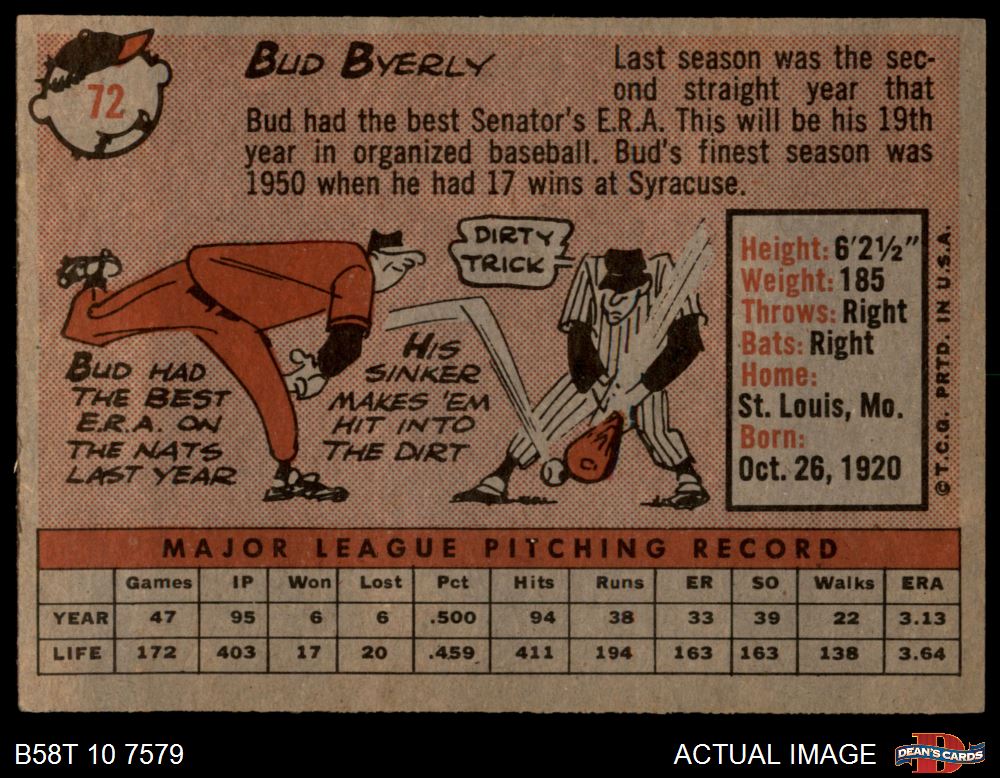 72
BUD BYERLY
Last season was the sec-
ond straight year that
Bud had the best Senator's E.R.A. This will be his 19th
year in organized baseball. Bud's finest season was
1950 when he had 17 wins at Syracuse.
DIRTY
TRICK
BUD HAD
THE BEST
E.R.A. ON
THE NATS
LAST YEAR
HIS
SINKER
MAKES 'EM
HIT INTO
THE DIRT
Height: 6'2½"
Weight: 185
Throws: Right
Bats: Right
Home:
St. Louis, Mo.
Born:
Oct. 26, 1920
© T.C.G. PRTD. IN U.S.A.
MAJOR LEAGUE PITCHING RECORD
Games IP Won Lost Pct Hits Runs ER SO Walks ERA
YEAR 47 95 6 6 .500 94 38 33 39 22 3.13
LIFE 172 403 17 20 .459 411 194 163 163 138 3.64
B58T 10 7579
ACTUAL IMAGE
D
DEAN'S CARDS